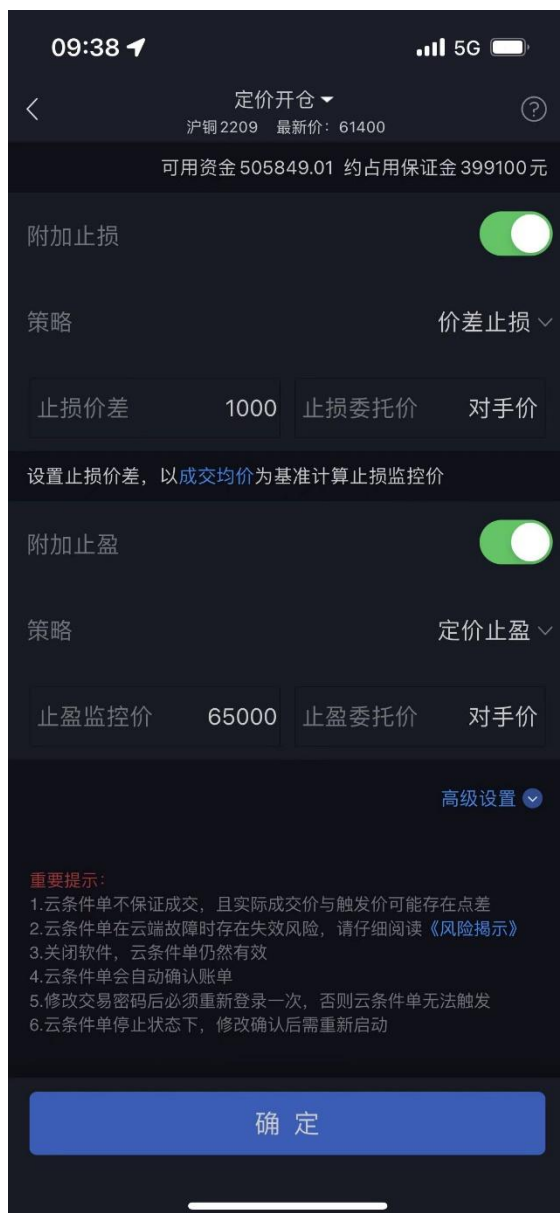 09:38 5G
定价开仓
沪铜2209 最新价：61400
可用资金505849.01 约占用保证金399100元
附加止损
策略 价差止损
止损价差 1000 止损委托价 对手价
设置止损价差，以成交均价为基准计算止损监控价
附加止盈
策略 定价止盈
止盈监控价 65000 止盈委托价 对手价
高级设置
重要提示：
1.云条件单不保证成交，且实际成交价与触发价可能存在点差
2.云条件单在云端故障时存在失效风险，请仔细阅读《风险揭示》
3.关闭软件，云条件单仍然有效
4.云条件单会自动确认账单
5.修改交易密码后必须重新登录一次，否则云条件单无法触发
6.云条件单停止状态下，修改确认后需重新启动
确 定